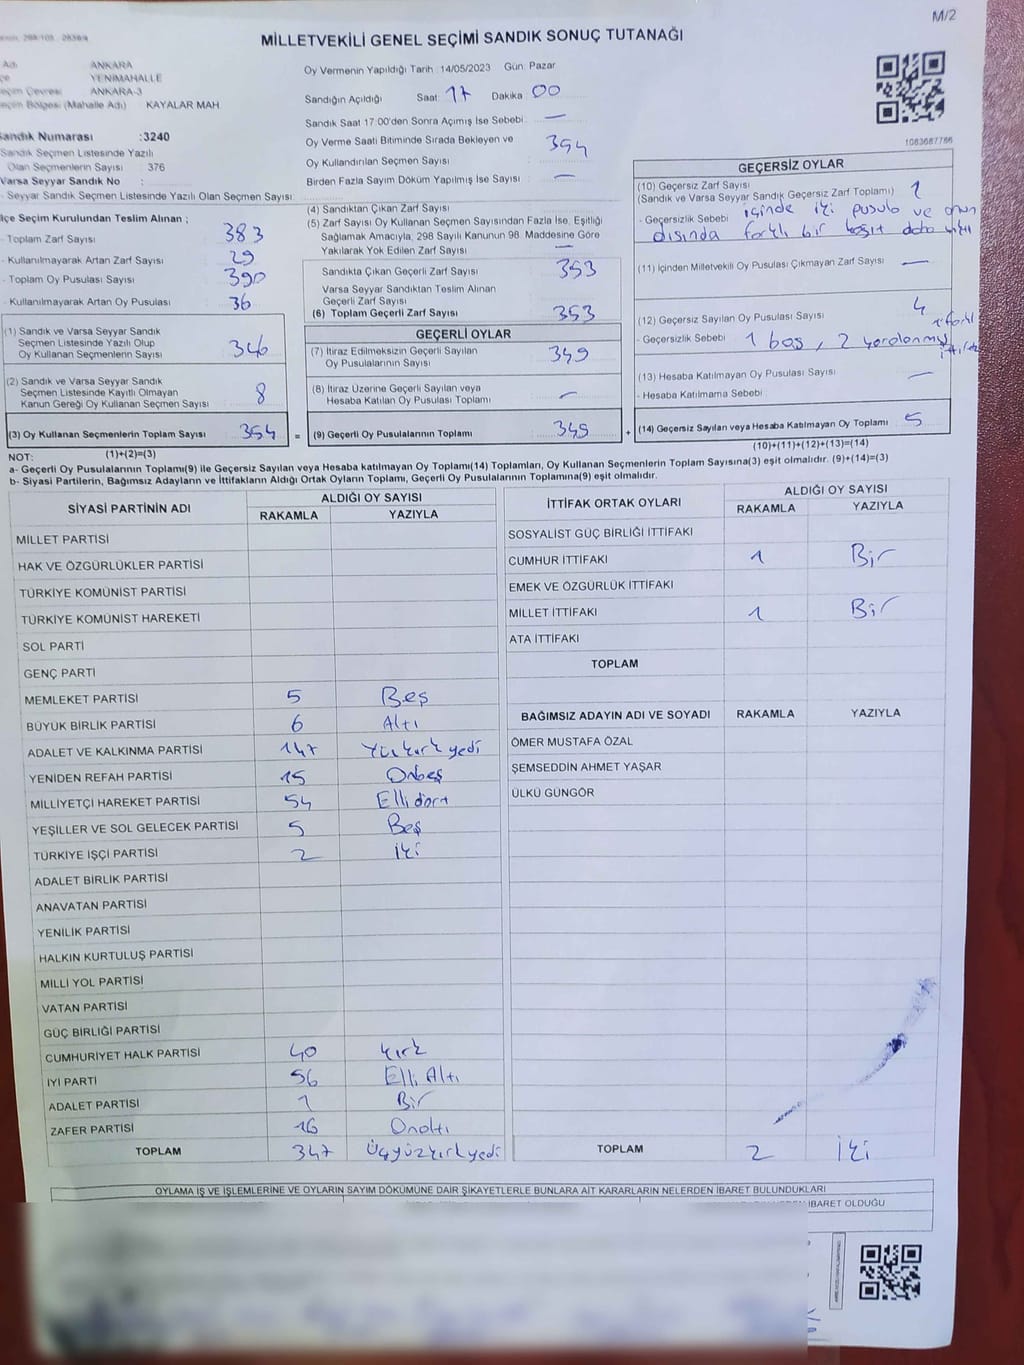 M/2
MİLLETVEKİLİ GENEL SEÇİMİ SANDIK SONUÇ TUTANAĞI
Adı ANKARA
YENİMAHALLE
Seçim Çevresi ANKARA-3
Seçim Bölgesi (Mahalle Adı) KAYALAR MAH
Sandık Numarası :3240
Sandık Seçmen Listesinde Yazılı
Olan Seçmenlerin Sayısı 376
Varsa Seyyar Sandık No :
- Seyyar Sandık Seçmen Listesinde Yazılı Olan Seçmen Sayısı
Oy Vermenin Yapıldığı Tarih :14/05/2023 Gün: Pazar
Sandığın Açıldığı Saat: 17 Dakika 00
Sandık Saat 17:00'den Sonra Açımış İse Sebebi —
Oy Verme Saati Bitiminde Sırada Bekleyen ve
Oy Kullandırılan Seçmen Sayısı 354
Birden Fazla Sayım Döküm Yapılmış İse Sayısı —
1083687786
İlçe Seçim Kurulundan Teslim Alınan ;
- Toplam Zarf Sayısı 383
- Kullanılmayarak Artan Zarf Sayısı 29
- Toplam Oy Pusulası Sayısı 390
- Kullanılmayarak Artan Oy Pusulası 36
(1) Sandık ve Varsa Seyyar Sandık
Seçmen Listesinde Yazılı Olup
Oy Kullanan Seçmenlerin Sayısı 346
(2) Sandık ve Varsa Seyyar Sandık
Seçmen Listesinde Kayıtlı Olmayan
Kanun Gereği Oy Kullanan Seçmen Sayısı 8
(3) Oy Kullanan Seçmenlerin Toplam Sayısı 354 =
(1)+(2)=(3)
(4) Sandıktan Çıkan Zarf Sayısı
(5) Zarf Sayısı Oy Kullanan Seçmen Sayısından Fazla İse, Eşitliği
Sağlamak Amacıyla, 298 Sayılı Kanunun 98. Maddesine Göre
Yakılarak Yok Edilen Zarf Sayısı —
Sandıkta Çıkan Geçerli Zarf Sayısı 353
Varsa Seyyar Sandıktan Teslim Alınan
Geçerli Zarf Sayısı
(6) Toplam Geçerli Zarf Sayısı 353
GEÇERLİ OYLAR
(7) İtiraz Edilmeksizin Geçerli Sayılan
Oy Pusulalarının Sayısı 349
(8) İtiraz Üzerine Geçerli Sayılan veya
Hesaba Katılan Oy Pusulası Toplamı —
(9) Geçerli Oy Pusulalarının Toplamı 349 +
GEÇERSİZ OYLAR
(10) Geçersiz Zarf Sayısı 1
(Sandık ve Varsa Seyyar Sandık Geçersiz Zarf Toplamı)
- Geçersizlik Sebebi içinde iki pusula ve onun
dışında farklı bir kağıt daha
(11) İçinden Milletvekili Oy Pusulası Çıkmayan Zarf Sayısı —
(12) Geçersiz Sayılan Oy Pusulası Sayısı 4
- Geçersizlik Sebebi 1 boş, 2
(13) Hesaba Katılmayan Oy Pusulası Sayısı —
- Hesaba Katılmama Sebebi
(14) Geçersiz Sayılan veya Hesaba Katılmayan Oy Toplamı 5
(10)+(11)+(12)+(13)=(14)
NOT:
a- Geçerli Oy Pusulalarının Toplamı(9) ile Geçersiz Sayılan veya Hesaba katılmayan Oy Toplamı(14) Toplamları, Oy Kullanan Seçmenlerin Toplam Sayısına(3) eşit olmalıdır. (9)+(14)=(3)
b- Siyasi Partilerin, Bağımsız Adayların ve İttifakların Aldığı Ortak Oyların Toplamı, Geçerli Oy Pusulalarının Toplamına(9) eşit olmalıdır.
SİYASİ PARTİNİN ADI ALDIĞI OY SAYISI
RAKAMLA YAZIYLA
MİLLET PARTİSİ
HAK VE ÖZGÜRLÜKLER PARTİSİ
TÜRKİYE KOMÜNİST PARTİSİ
TÜRKİYE KOMÜNİST HAREKETİ
SOL PARTİ
GENÇ PARTİ
MEMLEKET PARTİSİ 5 Beş
BÜYÜK BİRLİK PARTİSİ 6 Altı
ADALET VE KALKINMA PARTİSİ 147 Yüzkırkyedi
YENİDEN REFAH PARTİSİ 15 Onbeş
MİLLİYETÇİ HAREKET PARTİSİ 54 Ellidört
YEŞİLLER VE SOL GELECEK PARTİSİ 5 Beş
TÜRKİYE İŞÇİ PARTİSİ 2 İki
ADALET BİRLİK PARTİSİ
ANAVATAN PARTİSİ
YENİLİK PARTİSİ
HALKIN KURTULUŞ PARTİSİ
MİLLİ YOL PARTİSİ
VATAN PARTİSİ
GÜÇ BİRLİĞİ PARTİSİ
CUMHURİYET HALK PARTİSİ 40 Kırk
İYİ PARTİ 56 Elli Altı
ADALET PARTİSİ 1 Bir
ZAFER PARTİSİ 16 Onaltı
TOPLAM 347 Üçyüzkırkyedi
İTTİFAK ORTAK OYLARI ALDIĞI OY SAYISI
RAKAMLA YAZIYLA
SOSYALİST GÜÇ BİRLİĞİ İTTİFAKI
CUMHUR İTTİFAKI 1 Bir
EMEK VE ÖZGÜRLÜK İTTİFAKI
MİLLET İTTİFAKI 1 Bir
ATA İTTİFAKI
TOPLAM
BAĞIMSIZ ADAYIN ADI VE SOYADI RAKAMLA YAZIYLA
ÖMER MUSTAFA ÖZAL
ŞEMSEDDİN AHMET YAŞAR
ÜLKÜ GÜNGÖR
TOPLAM 2 İki
OYLAMA İŞ VE İŞLEMLERİNE VE OYLARIN SAYIM DÖKÜMÜNE DAİR ŞİKAYETLERLE BUNLARA AİT KARARLARIN NELERDEN İBARET BULUNDUKLARI
İBARET OLDUĞU